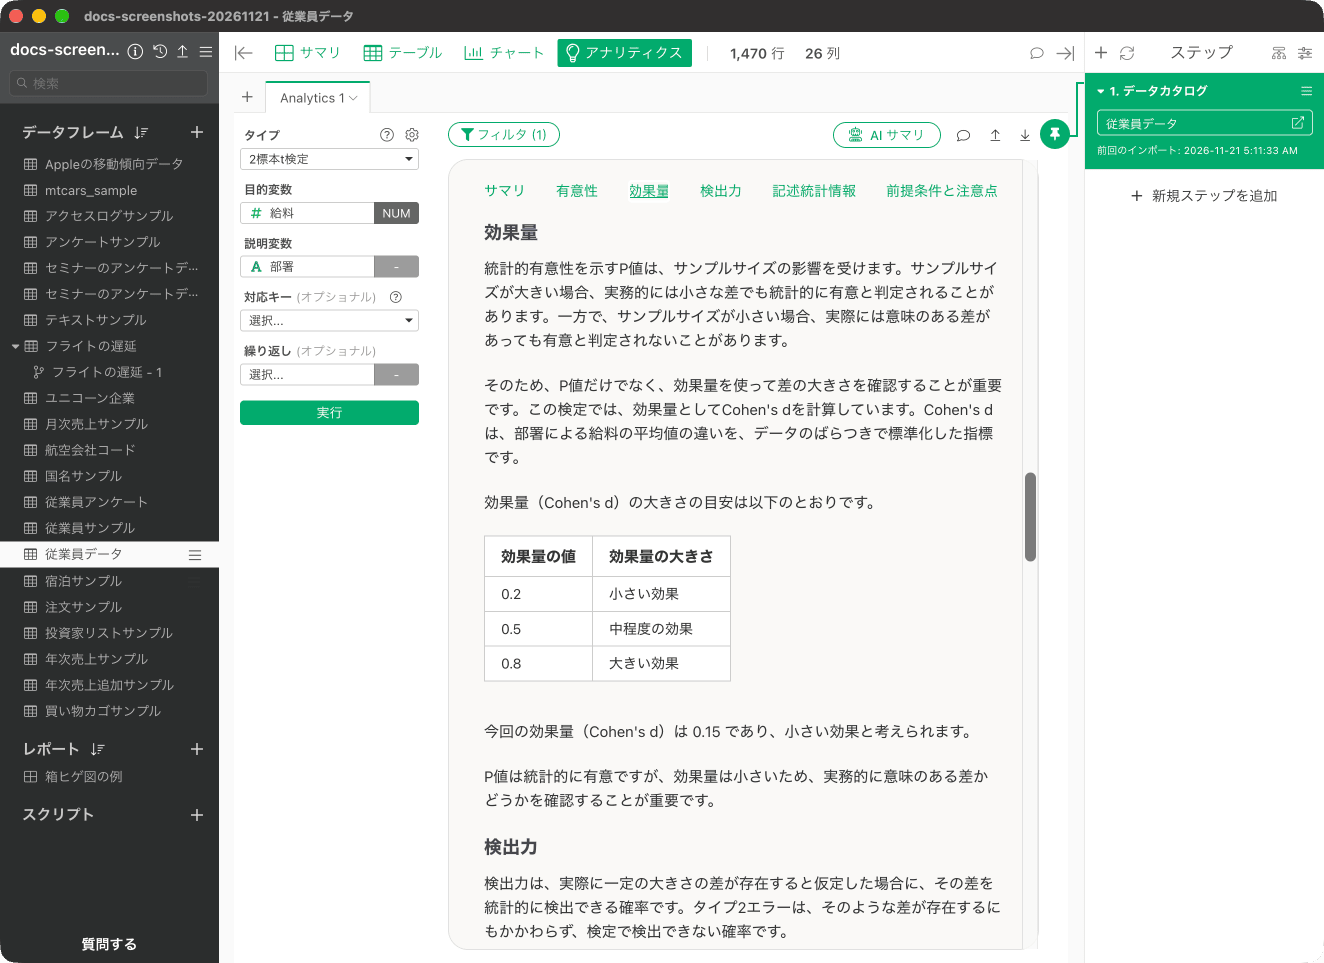 docs-screenshots-20261121 - 従業員データ
docs-screen...
検索
データフレーム
Appleの移動傾向データ
mtcars_sample
アクセスログサンプル
アンケートサンプル
セミナーのアンケートデ...
セミナーのアンケートデ...
テキストサンプル
フライトの遅延
フライトの遅延 - 1
ユニコーン企業
月次売上サンプル
航空会社コード
国名サンプル
従業員アンケート
従業員サンプル
従業員データ
宿泊サンプル
注文サンプル
投資家リストサンプル
年次売上サンプル
年次売上追加サンプル
買い物カゴサンプル
レポート
箱ヒゲ図の例
スクリプト
質問する
サマリ
テーブル
チャート
アナリティクス
1,470 行
26 列
Analytics 1
タイプ
2標本t検定
目的変数
# 給料 NUM
説明変数
A 部署 -
対応キー (オプショナル)
選択...
繰り返し (オプショナル)
選択... -
実行
フィルタ (1)
AI サマリ
サマリ 有意性 効果量 検出力 記述統計情報 前提条件と注意点
効果量
統計的有意性を示すP値は、サンプルサイズの影響を受けます。サンプルサイ
ズが大きい場合、実務的には小さな差でも統計的に有意と判定されることが
あります。一方で、サンプルサイズが小さい場合、実際には意味のある差が
あっても有意と判定されないことがあります。
そのため、P値だけでなく、効果量を使って差の大きさを確認することが重要
です。この検定では、効果量としてCohen's dを計算しています。Cohen's d
は、部署による給料の平均値の違いを、データのばらつきで標準化した指標
です。
効果量（Cohen's d）の大きさの目安は以下のとおりです。
効果量の値 効果量の大きさ
0.2 小さい効果
0.5 中程度の効果
0.8 大きい効果
今回の効果量（Cohen's d）は 0.15 であり、小さい効果と考えられます。
P値は統計的に有意ですが、効果量は小さいため、実務的に意味のある差か
どうかを確認することが重要です。
検出力
検出力は、実際に一定の大きさの差が存在すると仮定した場合に、その差を
統計的に検出できる確率です。タイプ2エラーは、そのような差が存在するに
もかかわらず、検定で検出できない確率です。
ステップ
1. データカタログ
従業員データ
前回のインポート: 2026-11-21 5:11:33 AM
新規ステップを追加